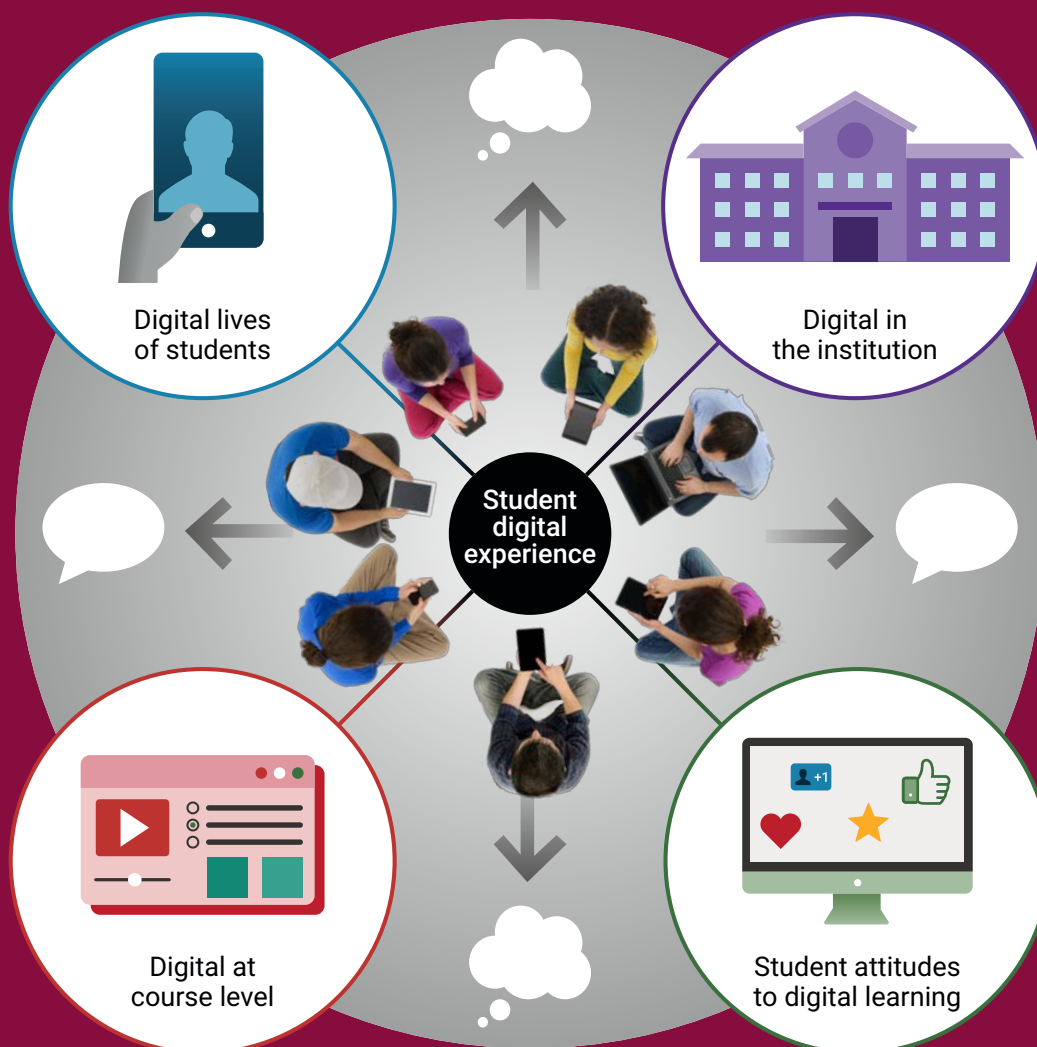 Digital lives
of students
Digital in
the institution
Student
digital
experience
Digital at
course level
+1
Student attitudes
to digital learning